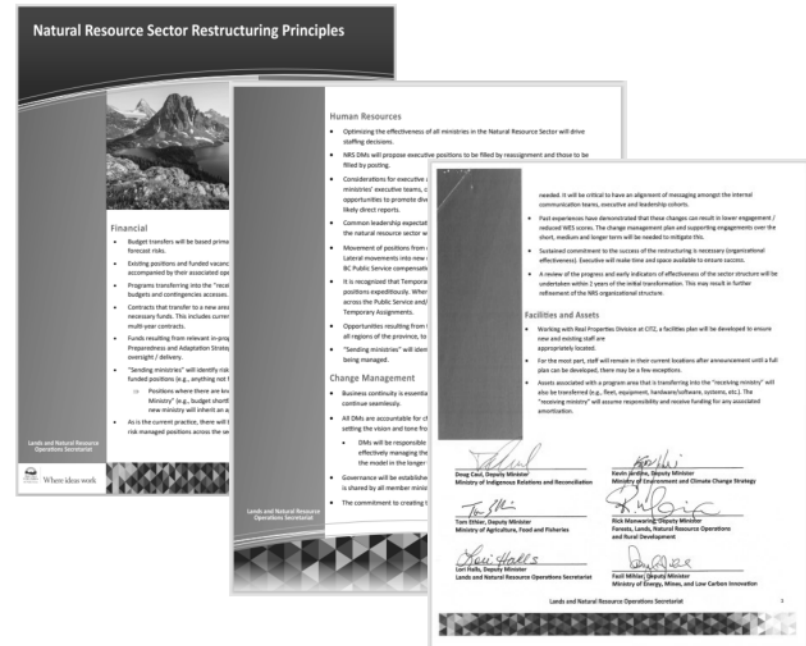 Natural Resource Sector Restructuring Principles
Financial
• Budget transfers will be based prima
forecast risks.
• Existing positions and funded vacanc
accompanied by their associated ope
• Programs transferring into the "recei
budgets and contingencies accesses.
• Contracts that transfer to a new area
necessary funds. This includes curren
multi-year contracts.
• Funds resulting from relevant in-prog
Preparedness and Adaptation Strateg
oversight / delivery.
• "Sending ministries" will identify risk
funded positions (e.g., anything not f
Positions where there are kn
Ministry" (e.g., budget shortf
new ministry will inherit an a
• As is the current practice, there will b
risk managed positions across the se
Lands and Natural Resource
Operations Secretariat
Where ideas work
Human Resources
• Optimizing the effectiveness of all ministries in the Natural Resource Sector will drive
staffing decisions.
• NRS DMs will propose executive positions to be filled by reassignment and those to be
filled by posting.
• Considerations for executive a
ministries' executive teams, c
opportunities to promote dive
likely direct reports.
• Common leadership expectat
the natural resource sector w
• Movement of positions from
Lateral movements into new
BC Public Service compensatio
• It is recognized that Temporar
positions expeditiously. Wher
across the Public Service and/
Temporary Assignments.
• Opportunities resulting from t
all regions of the province, to
• "Sending ministries" will iden
being managed.
Change Management
• Business continuity is essentia
continue seamlessly.
• All DMs are accountable for ch
setting the vision and tone fro
• DMs will be responsible
effectively managing the
the model in the longer
• Governance will be establishe
is shared by all member minist
• The commitment to creating t
Lands and Natural Resource
Operations Secretariat
needed. It will be critical to have an alignment of messaging amongst the internal
communication teams, executive and leadership cohorts.
• Past experiences have demonstrated that these changes can result in lower engagement /
reduced WES scores. The change management plan and supporting engagements over the
short, medium and longer term will be needed to mitigate this.
• Sustained commitment to the success of the restructuring is necessary (organizational
effectiveness). Executive will make time and space available to ensure success.
• A review of the progress and early indicators of effectiveness of the sector structure will be
undertaken within 2 years of the initial transformation. This may result in further
refinement of the NRS organizational structure.
Facilities and Assets
• Working with Real Properties Division at CITZ, a facilities plan will be developed to ensure
new and existing staff are
appropriately located.
• For the most part, staff will remain in their current locations after announcement until a full
plan can be developed, there may be a few exceptions.
• Assets associated with a program area that is transferring into the "receiving ministry" will
also be transferred (e.g., fleet, equipment, hardware/software, systems, etc.). The
"receiving ministry" will assume responsibility and receive funding for any associated
amortisation.
Doug Caul, Deputy Minister
Ministry of Indigenous Relations and Reconciliation
Kevin Jardine, Deputy Minister
Ministry of Environment and Climate Change Strategy
Tom Ethier, Deputy Minister
Ministry of Agriculture, Food and Fisheries
Rick Manwaring, Deputy Minister
Forests, Lands, Natural Resource Operations
and Rural Development
Lori Halls
Lori Halls, Deputy Minister
Lands and Natural Resource Operations Secretariat
Fazil Mihlar, Deputy Minister
Ministry of Energy, Mines, and Low Carbon Innovation
Lands and Natural Resource Operations Secretariat